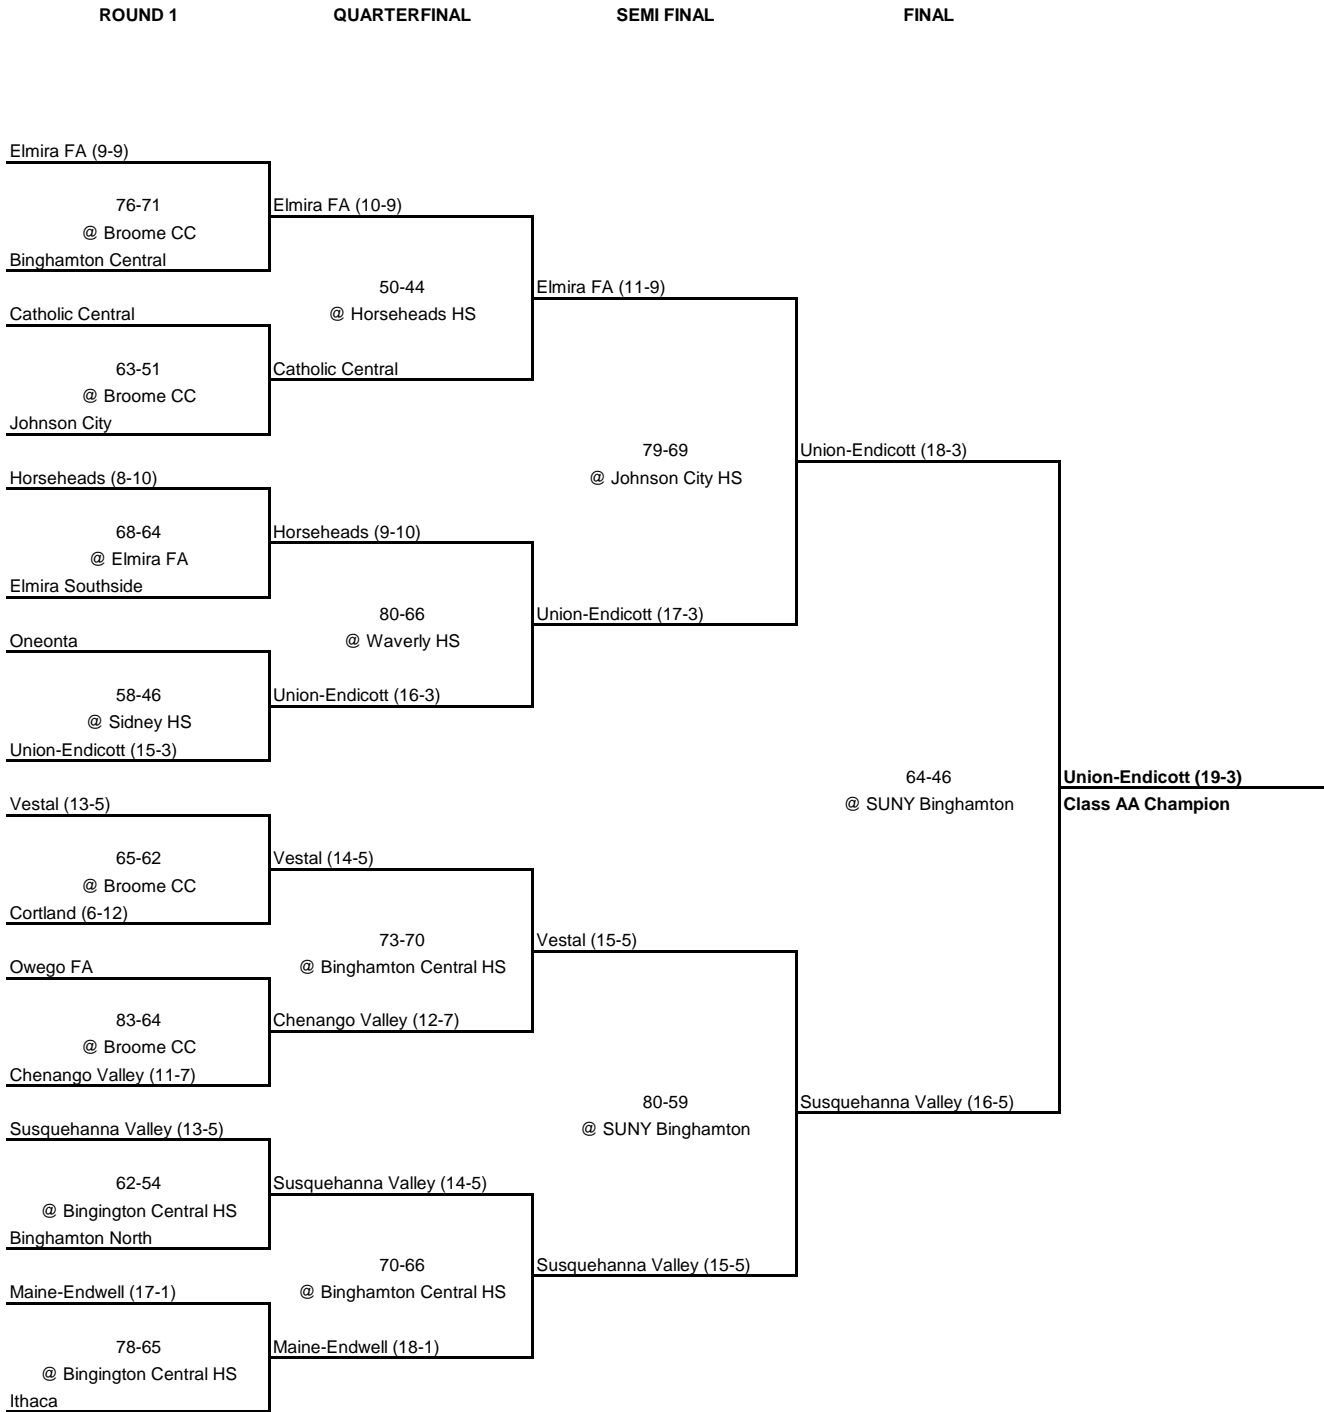 ROUND 1 QUARTERFINAL SEMI FINAL FINAL
Elmira FA (9-9)
76-71 Elmira FA (10-9)
@ Broome CC
Binghamton Central
50-44 Elmira FA (11-9)
Catholic Central @ Horseheads HS
63-51 Catholic Central
@ Broome CC
Johnson City
79-69 Union-Endicott (18-3)
Horseheads (8-10) @ Johnson City HS
68-64 Horseheads (9-10)
@ Elmira FA
Elmira Southside
80-66 Union-Endicott (17-3)
Oneonta @ Waverly HS
58-46 Union-Endicott (16-3)
@ Sidney HS
Union-Endicott (15-3)
64-46 Union-Endicott (19-3)
Vestal (13-5) @ SUNY Binghamton Class AA Champion
65-62 Vestal (14-5)
@ Broome CC
Cortland (6-12)
73-70 Vestal (15-5)
Owego FA @ Binghamton Central HS
83-64 Chenango Valley (12-7)
@ Broome CC
Chenango Valley (11-7)
80-59 Susquehanna Valley (16-5)
Susquehanna Valley (13-5) @ SUNY Binghamton
62-54 Susquehanna Valley (14-5)
@ Bingington Central HS
Binghamton North
70-66 Susquehanna Valley (15-5)
Maine-Endwell (17-1) @ Binghamton Central HS
78-65 Maine-Endwell (18-1)
@ Bingington Central HS
Ithaca